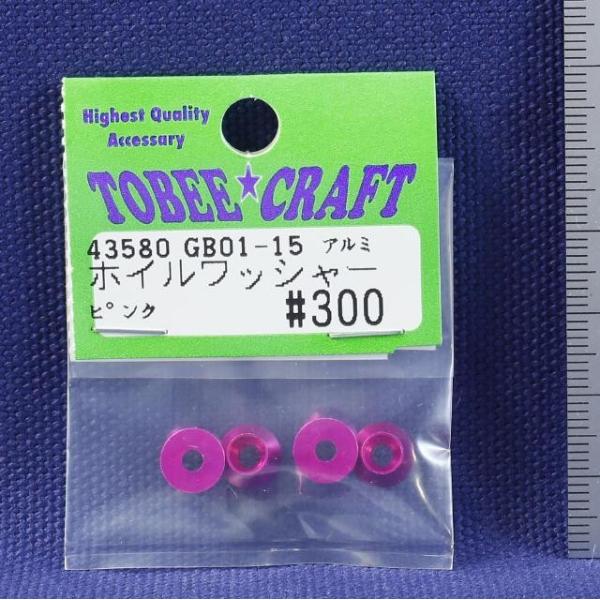 Highest Quality
Accessary
TOBEE★CRAFT
43580 GB01-15 アルミ
ホイルワッシャー
ピンク #300